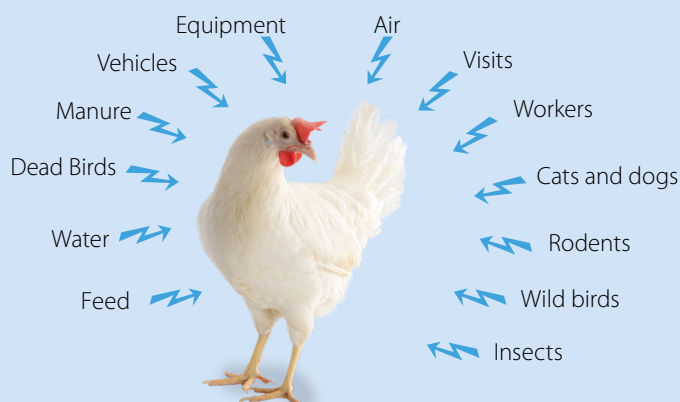 Equipment
Air
Vehicles
Visits
Manure
Workers
Dead Birds
Cats and dogs
Water
Rodents
Feed
Wild birds
Insects